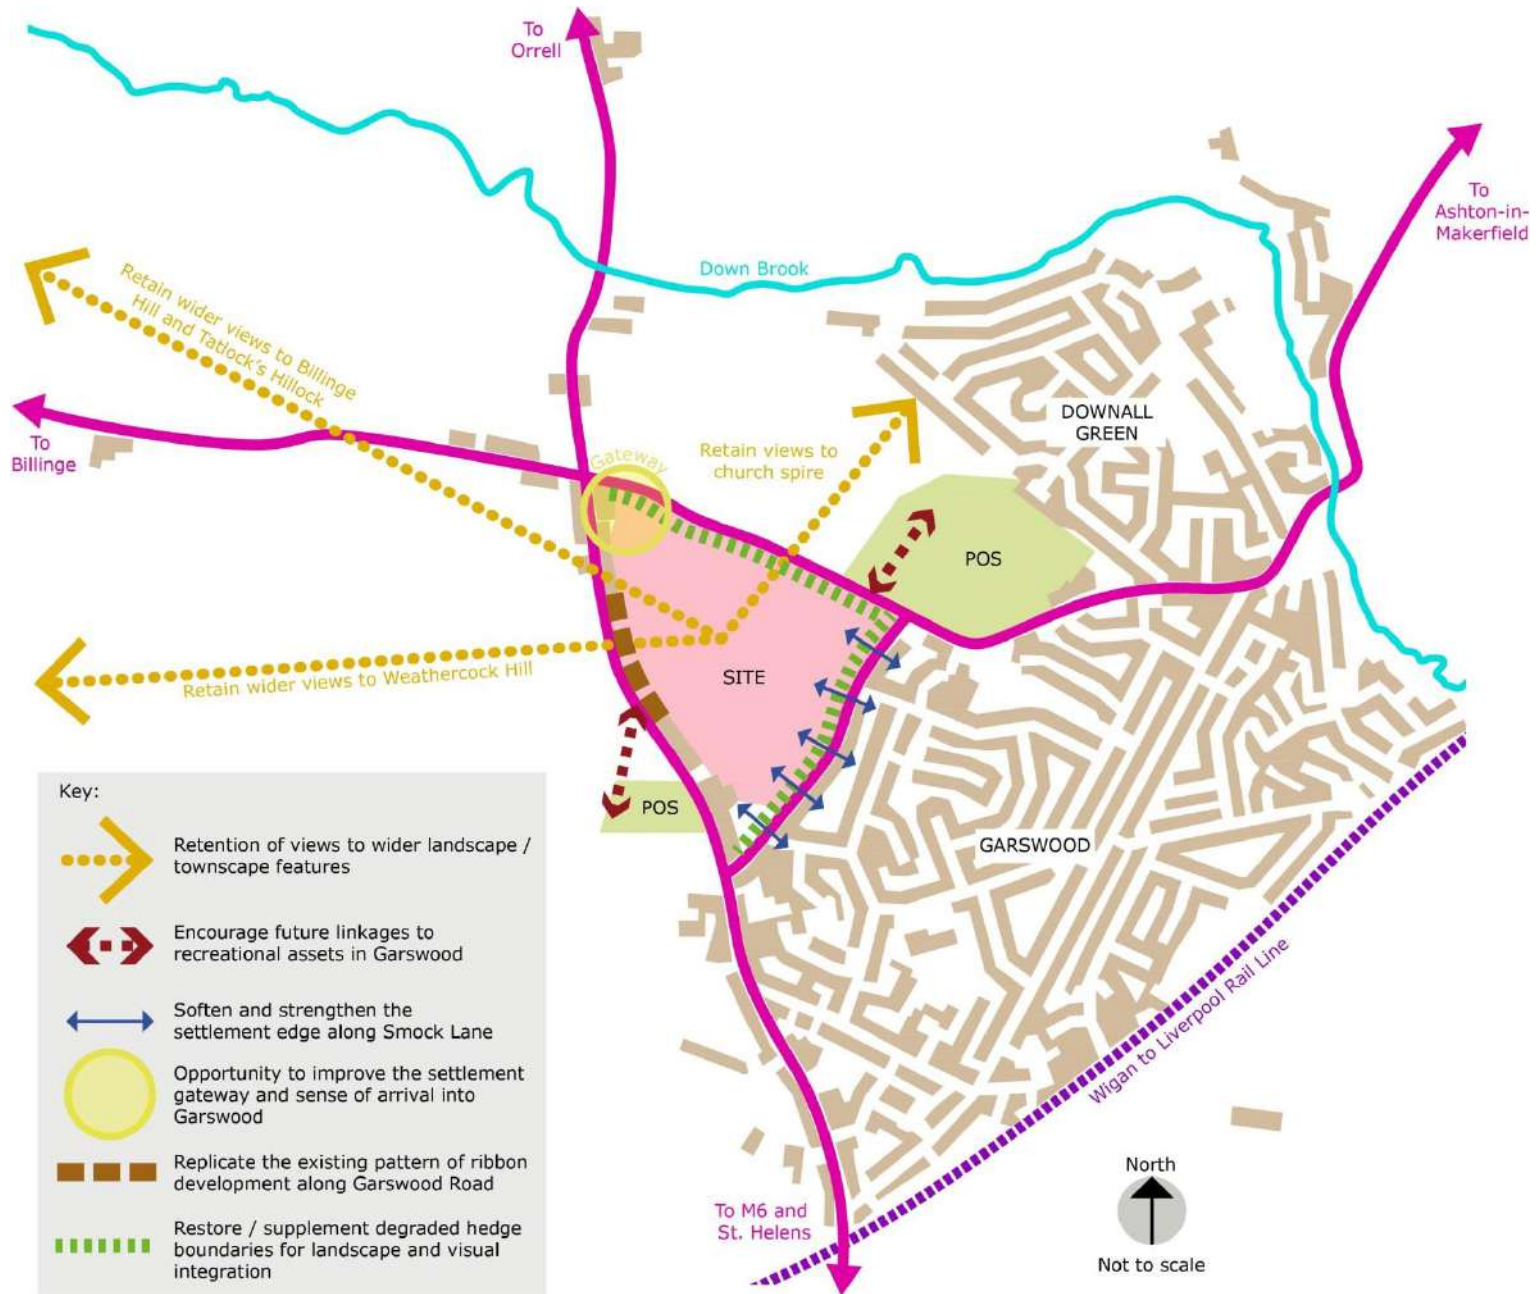 To
Orrell
To
Ashton-in-
Makerfield
Down Brook
Retain wider views to Billinge
Hill and Tatlock's Hillock
To
Billinge
Gateway
Retain views to
church spire
DOWNALL
GREEN
POS
SITE
Retain wider views to Weathercock Hill
POS
GARSWOOD
Wigan to Liverpool Rail Line
To M6 and
St. Helens
North
Not to scale
Key:
Retention of views to wider landscape /
townscape features
Encourage future linkages to
recreational assets in Garswood
Soften and strengthen the
settlement edge along Smock Lane
Opportunity to improve the settlement
gateway and sense of arrival into
Garswood
Replicate the existing pattern of ribbon
development along Garswood Road
Restore / supplement degraded hedge
boundaries for landscape and visual
integration